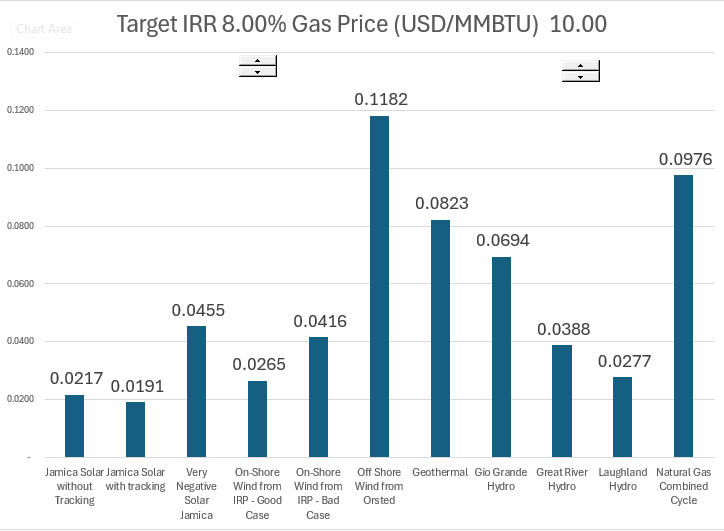 Chart Area
Target IRR 8.00% Gas Price (USD/MMBTU) 10.00
0.1400
0.1200
0.1000
0.0800
0.0600
0.0400
0.0200
-
0.0217
0.0191
0.0455
0.0265
0.0416
0.1182
0.0823
0.0694
0.0388
0.0277
0.0976
Jamica Solar
without
Tracking
Jamica Solar
with tracking
Very
Negative
Solar
Jamica
On-Shore
Wind from
IRP - Good
Case
On-Shore
Wind from
IRP - Bad
Case
Off Shore
Wind from
Orsted
Geothermal
Gio Grande
Hydro
Great River
Hydro
Laughland
Hydro
Natural Gas
Combined
Cycle